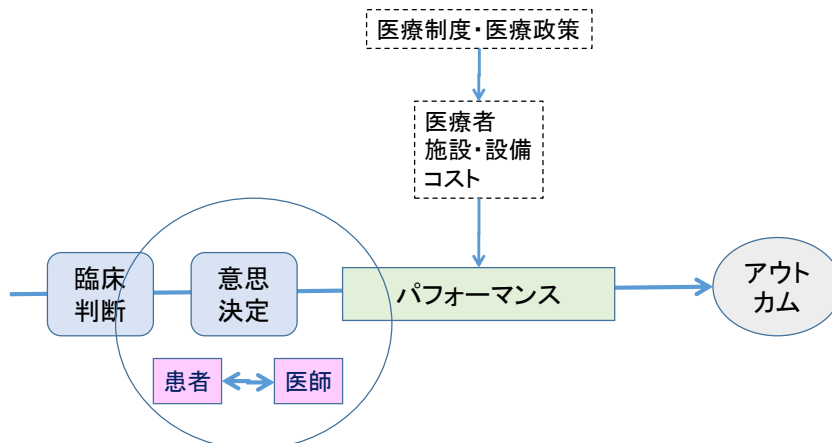 医療制度・医療政策
医療者
施設・設備
コスト
臨床
判断
意思
決定
パフォーマンス
アウト
カム
患者
医師